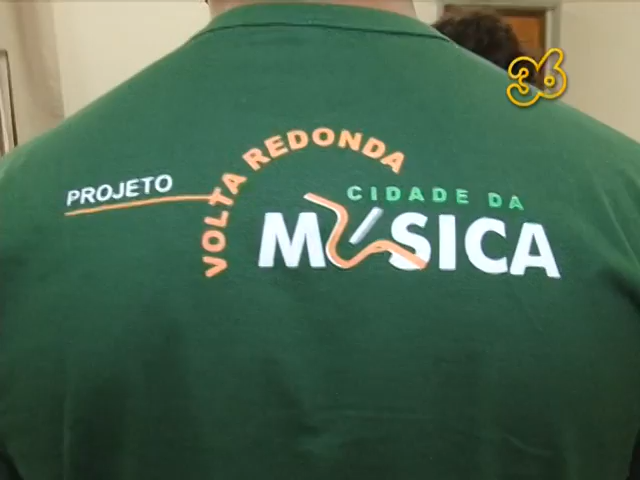 36
PROJETO
VOLTA REDONDA
CIDADE DA
MÚSICA